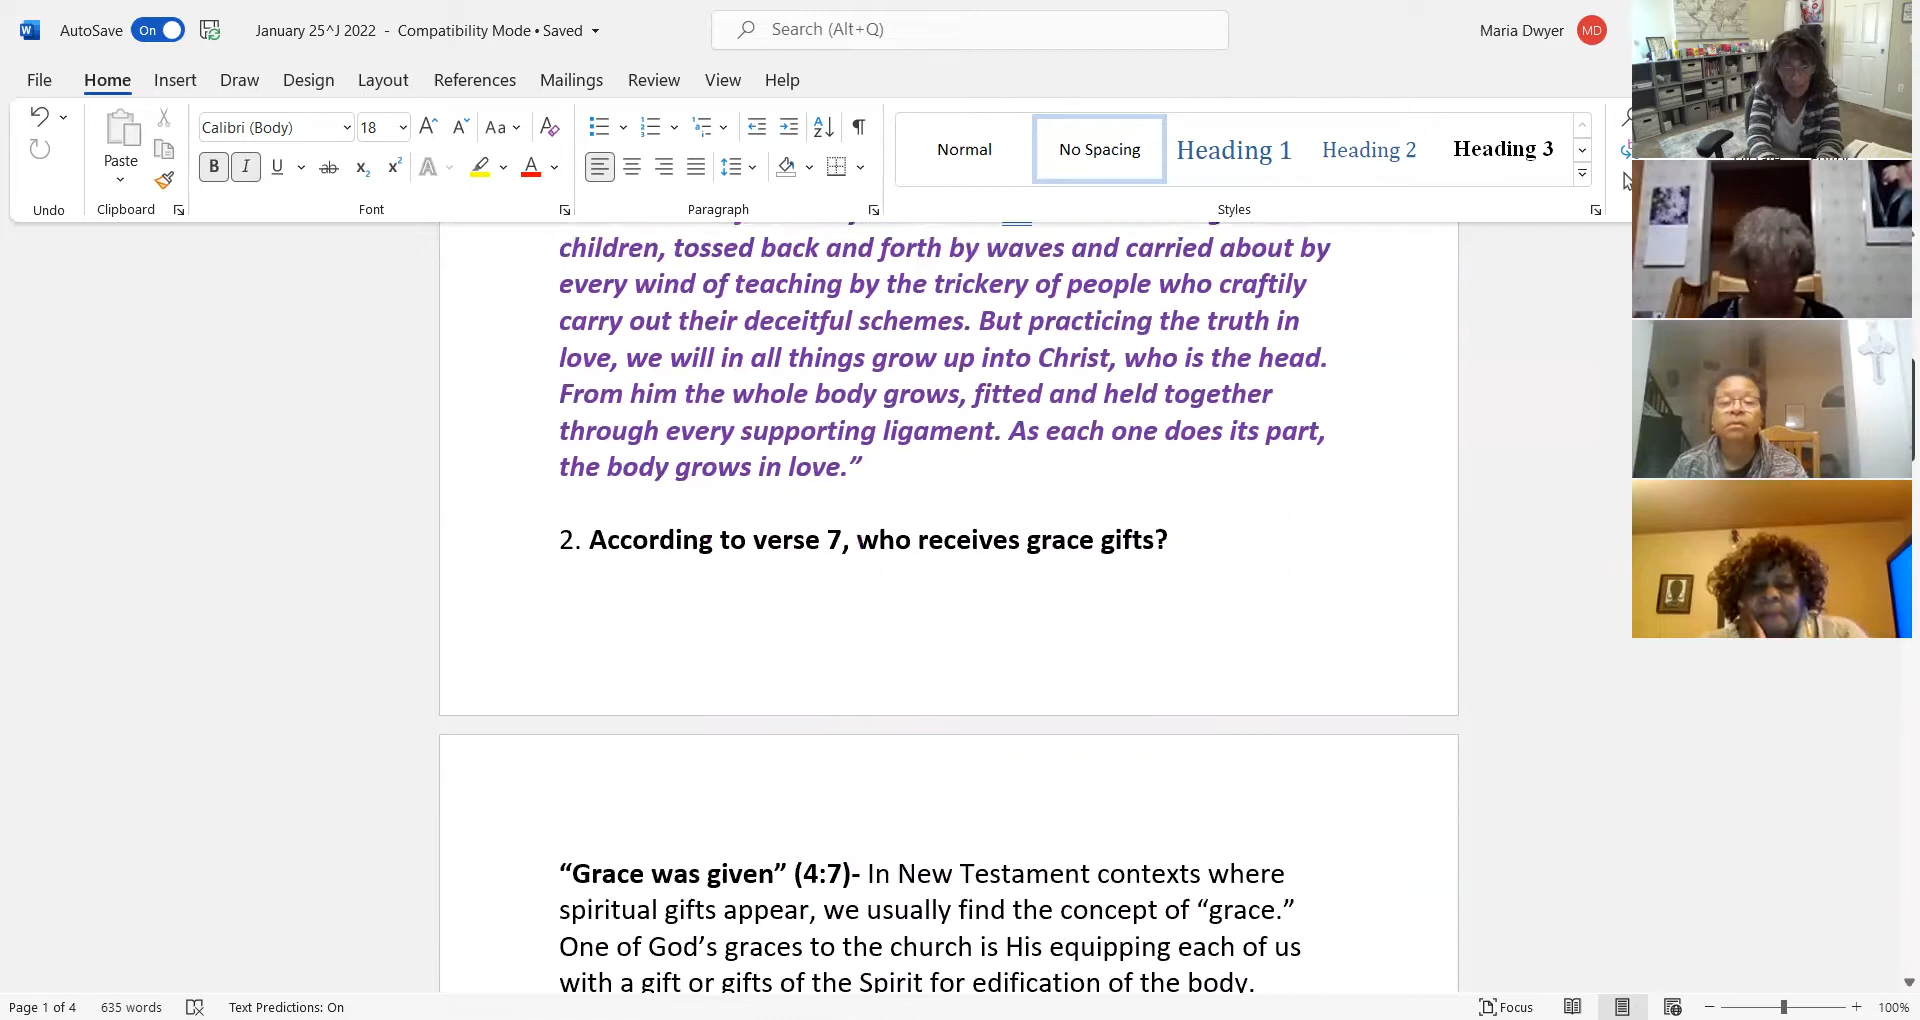 AutoSave On January 25^J 2022 - Compatibility Mode • Saved Search (Alt+Q) Maria Dwyer MD
File Home Insert Draw Design Layout References Mailings Review View Help
Calibri (Body) 18 Aa
Paste
B I U ab x₂ x² A A
Normal No Spacing Heading 1 Heading 2 Heading 3
Undo Clipboard Font Paragraph Styles
children, tossed back and forth by waves and carried about by
every wind of teaching by the trickery of people who craftily
carry out their deceitful schemes. But practicing the truth in
love, we will in all things grow up into Christ, who is the head.
From him the whole body grows, fitted and held together
through every supporting ligament. As each one does its part,
the body grows in love.”
2. According to verse 7, who receives grace gifts?
“Grace was given” (4:7)- In New Testament contexts where
spiritual gifts appear, we usually find the concept of “grace.”
One of God’s graces to the church is His equipping each of us
with a gift or gifts of the Spirit for edification of the body.
Page 1 of 4 635 words Text Predictions: On Focus 100%